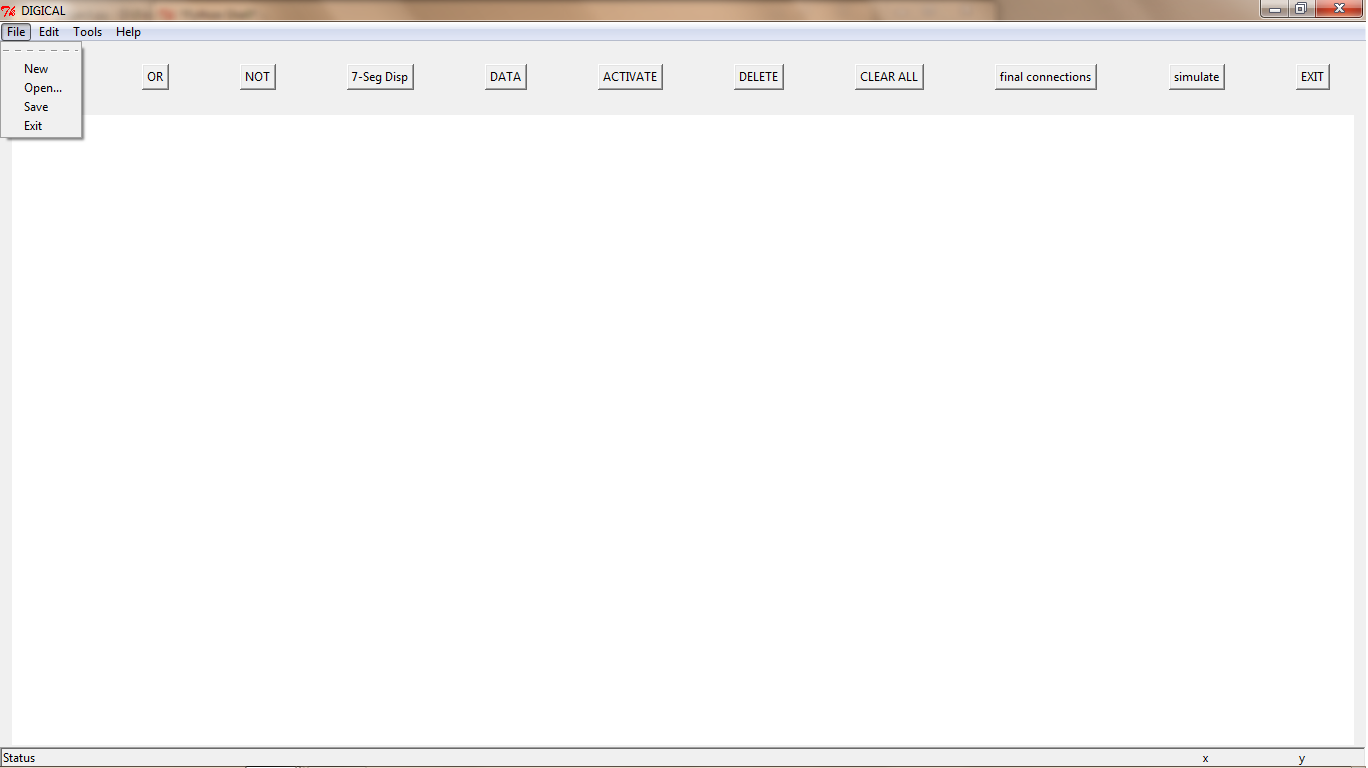 DIGICAL
File Edit Tools Help
New
Open...
Save
Exit
OR NOT 7-Seg Disp DATA ACTIVATE DELETE CLEAR ALL final connections simulate EXIT
Status x y